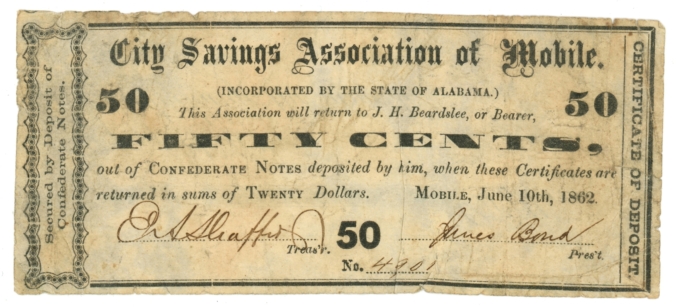 Secured by Deposit of
Confederate Notes.
City Savings Association of Mobile.
(INCORPORATED BY THE STATE OF ALABAMA.)
50
This Association will return to J. H. Beardslee, or Bearer,
50
FIFTY CENTS,
out of CONFEDERATE NOTES deposited by him, when these Certificates are
returned in sums of TWENTY Dollars. MOBILE, June 10th, 1862.
50
James Bond
Treas'r.
Pres't.
No. 4901
CERTIFICATE OF DEPOSIT.